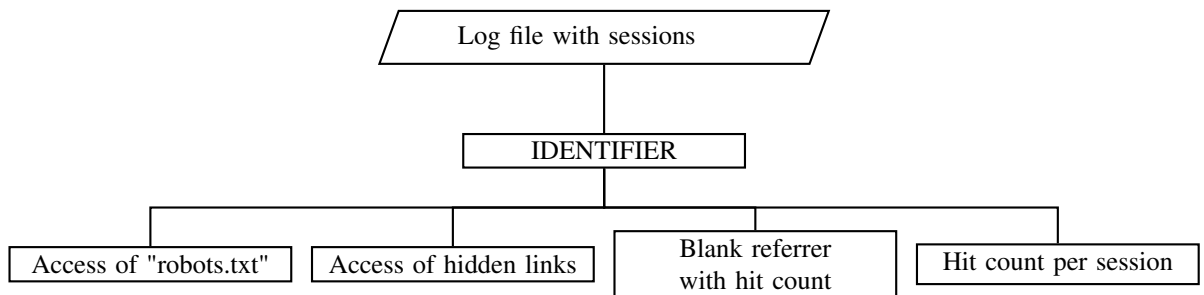 Log file with sessions
IDENTIFIER
Access of "robots.txt"
Access of hidden links
Blank referrer
with hit count
Hit count per session